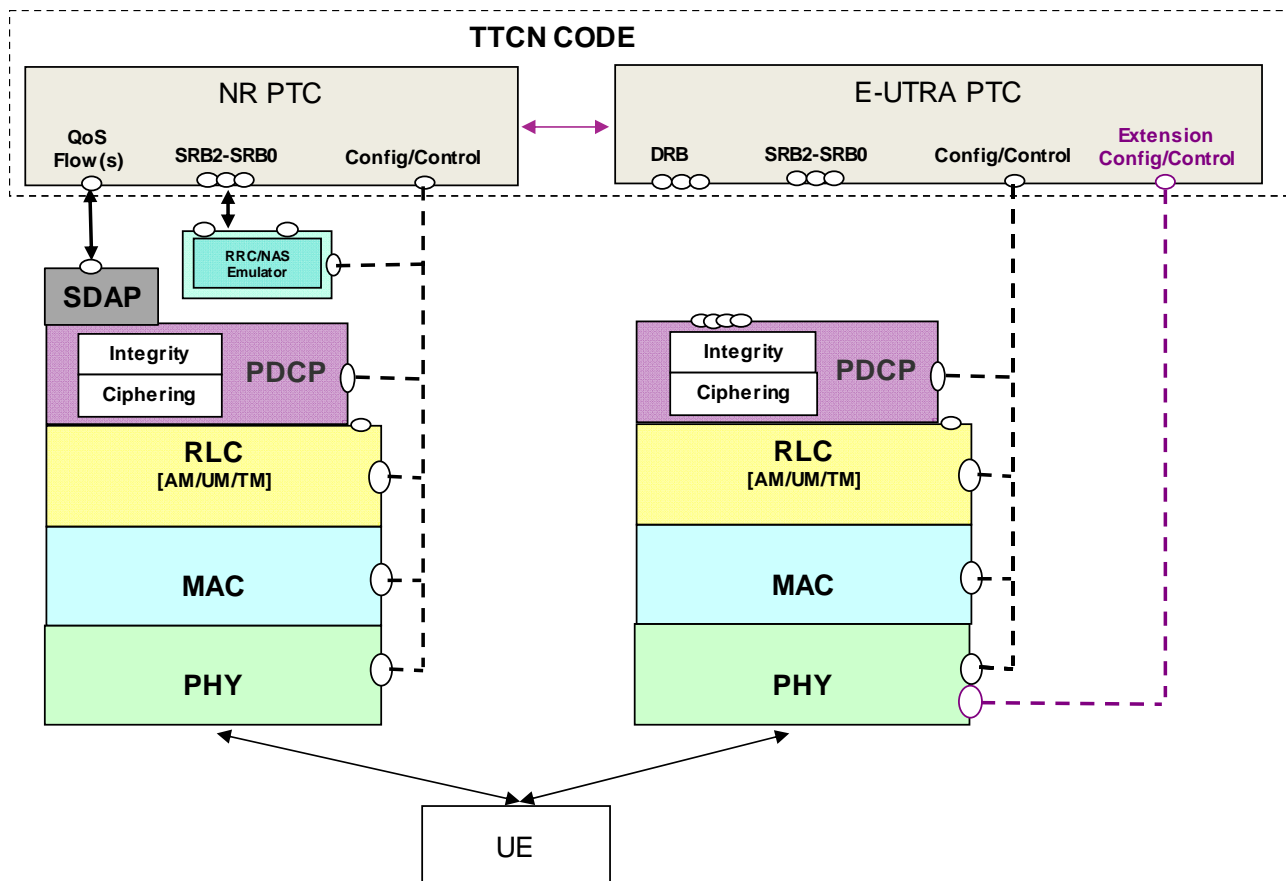 TTCN CODE
NR PTC
E-UTRA PTC
QoS
Flow(s)
SRB2-SRB0
Config/Control
DRB
SRB2-SRB0
Config/Control
Extension
Config/Control
RRC/NAS
Emulator
SDAP
Integrity
Ciphering
PDCP
Integrity
Ciphering
PDCP
RLC
[AM/UM/TM]
RLC
[AM/UM/TM]
MAC
MAC
PHY
PHY
UE